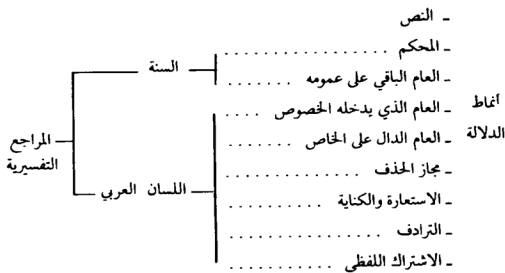 ـ النص
ـ المحكم . . . . . . . . . . . . . . . . .
السنة
ـ العام الباقي على عمومه . . . . . . .
أنماط الدلالة
ـ العام الذي يدخله الخصوص . . . .
المراجع التفسيرية
ـ العام الدال على الخاص . . . . . . .
ـ مجاز الحذف . . . . . . . . . . . . . .
اللسان العربي
ـ الاستعارة والكناية . . . . . . . . . .
ـ الترادف . . . . . . . . . . . . . . . .
ـ الاشتراك اللفظي . . . . . . . . . . .